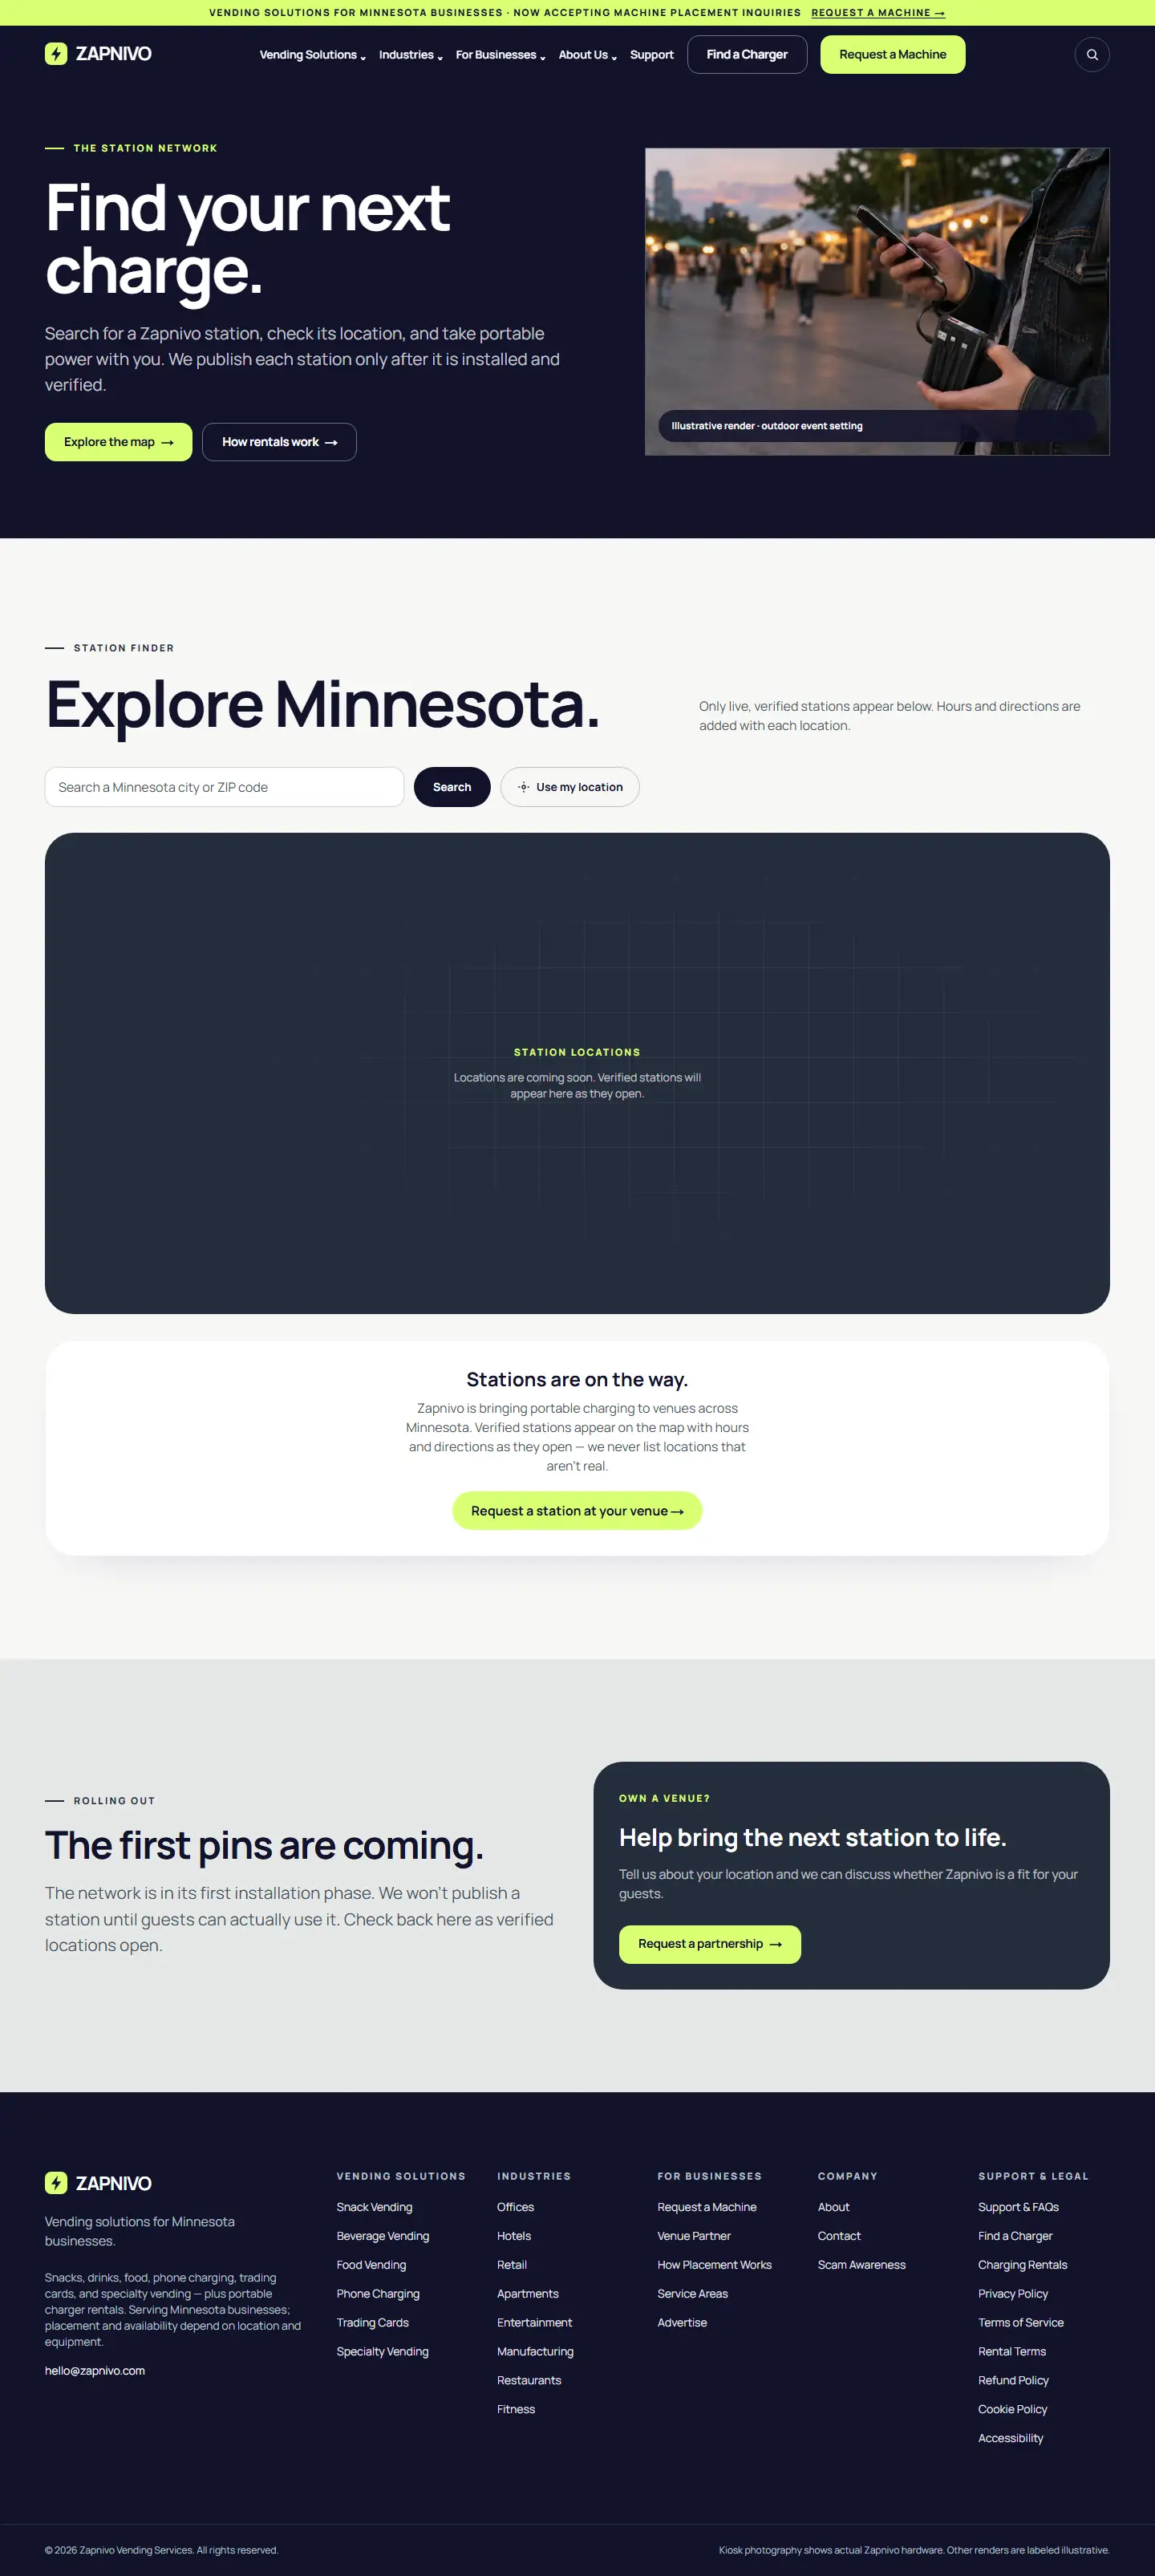 VENDING SOLUTIONS FOR MINNESOTA BUSINESSES · NOW ACCEPTING MACHINE PLACEMENT INQUIRIES REQUEST A MACHINE →
ZAPNIVO
Vending Solutions
Industries
For Businesses
About Us
Support
Find a Charger
Request a Machine
THE STATION NETWORK
Find your next
charge.
Search for a Zapnivo station, check its location, and take portable
power with you. We publish each station only after it is installed and
verified.
Explore the map →
How rentals work →
Illustrative render · outdoor event setting
STATION FINDER
Explore Minnesota.
Only live, verified stations appear below. Hours and directions are
added with each location.
Search a Minnesota city or ZIP code
Search
Use my location
STATION LOCATIONS
Locations are coming soon. Verified stations will
appear here as they open.
Stations are on the way.
Zapnivo is bringing portable charging to venues across
Minnesota. Verified stations appear on the map with hours
and directions as they open — we never list locations that
aren't real.
Request a station at your venue →
ROLLING OUT
The first pins are coming.
The network is in its first installation phase. We won't publish a
station until guests can actually use it. Check back here as verified
locations open.
OWN A VENUE?
Help bring the next station to life.
Tell us about your location and we can discuss whether Zapnivo is a fit for your
guests.
Request a partnership →
ZAPNIVO
Vending solutions for Minnesota
businesses.
Snacks, drinks, food, phone charging, trading
cards, and specialty vending — plus portable
charger rentals. Serving Minnesota businesses;
placement and availability depend on location and
equipment.
hello@zapnivo.com
VENDING SOLUTIONS
Snack Vending
Beverage Vending
Food Vending
Phone Charging
Trading Cards
Specialty Vending
INDUSTRIES
Offices
Hotels
Retail
Apartments
Entertainment
Manufacturing
Restaurants
Fitness
FOR BUSINESSES
Request a Machine
Venue Partner
How Placement Works
Service Areas
Advertise
COMPANY
About
Contact
Scam Awareness
SUPPORT & LEGAL
Support & FAQs
Find a Charger
Charging Rentals
Privacy Policy
Terms of Service
Rental Terms
Refund Policy
Cookie Policy
Accessibility
© 2026 Zapnivo Vending Services. All rights reserved.
Kiosk photography shows actual Zapnivo hardware. Other renders are labeled illustrative.